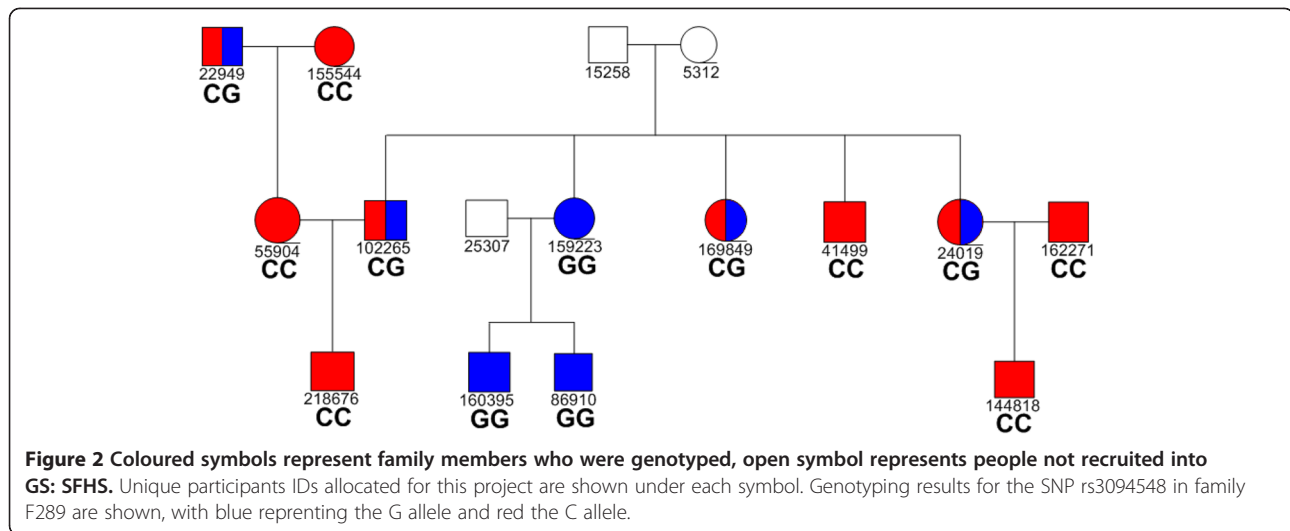 22949 155544 15258 5312
CG CC
55904 102265 25307 159223 169849 41499 24019 162271
CC CG GG CG CC CG CC
218676 160395 86910 144818
CC GG GG CC
Figure 2 Coloured symbols represent family members who were genotyped, open symbol represents people not recruited into
GS: SFHS. Unique participants IDs allocated for this project are shown under each symbol. Genotyping results for the SNP rs3094548 in family
F289 are shown, with blue reprenting the G allele and red the C allele.